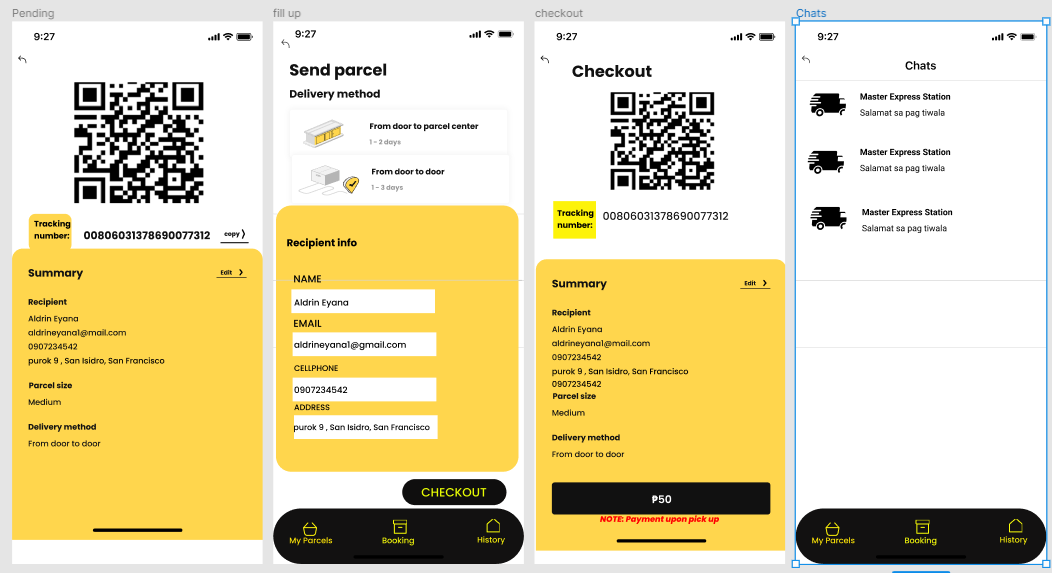 Pending
9:27
Tracking
number:
00806031378690077312
copy
Summary
Edit
Recipient
Aldrin Eyana
aldrineyana1@mail.com
0907234542
purok 9 , San Isidro, San Francisco
Parcel size
Medium
Delivery method
From door to door
fill up
9:27
Send parcel
Delivery method
From door to parcel center
1 - 2 days
From door to door
1 - 3 days
Recipient info
NAME
Aldrin Eyana
EMAIL
aldrineyana1@gmail.com
CELLPHONE
0907234542
ADDRESS
purok 9 , San Isidro, San Francisco
CHECKOUT
My Parcels
Booking
History
checkout
9:27
Checkout
Tracking
number:
00806031378690077312
Summary
Edit
Recipient
Aldrin Eyana
aldrineyana1@mail.com
0907234542
purok 9 , San Isidro, San Francisco
0907234542
Parcel size
Medium
Delivery method
From door to door
₱50
NOTE: Payment upon pick up
Chats
9:27
Chats
Master Express Station
Salamat sa pag tiwala
Master Express Station
Salamat sa pag tiwala
Master Express Station
Salamat sa pag tiwala
My Parcels
Booking
History